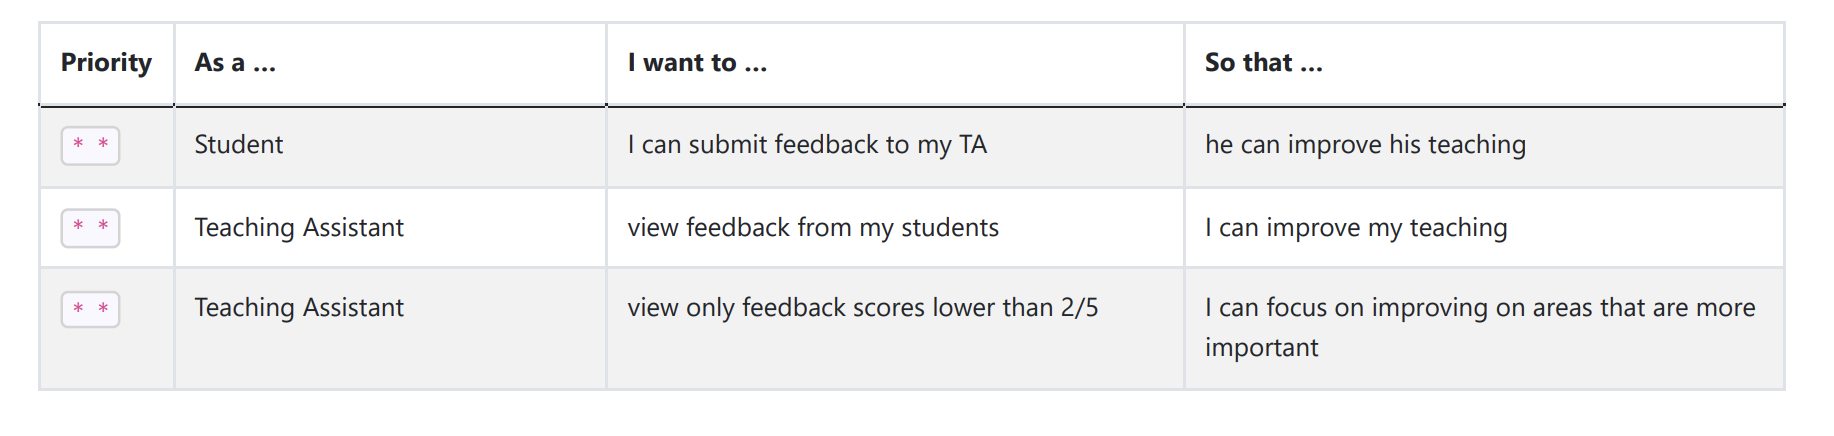 Priority As a ... I want to ... So that ...
* * Student I can submit feedback to my TA he can improve his teaching
* * Teaching Assistant view feedback from my students I can improve my teaching
* * Teaching Assistant view only feedback scores lower than 2/5 I can focus on improving on areas that are more
important